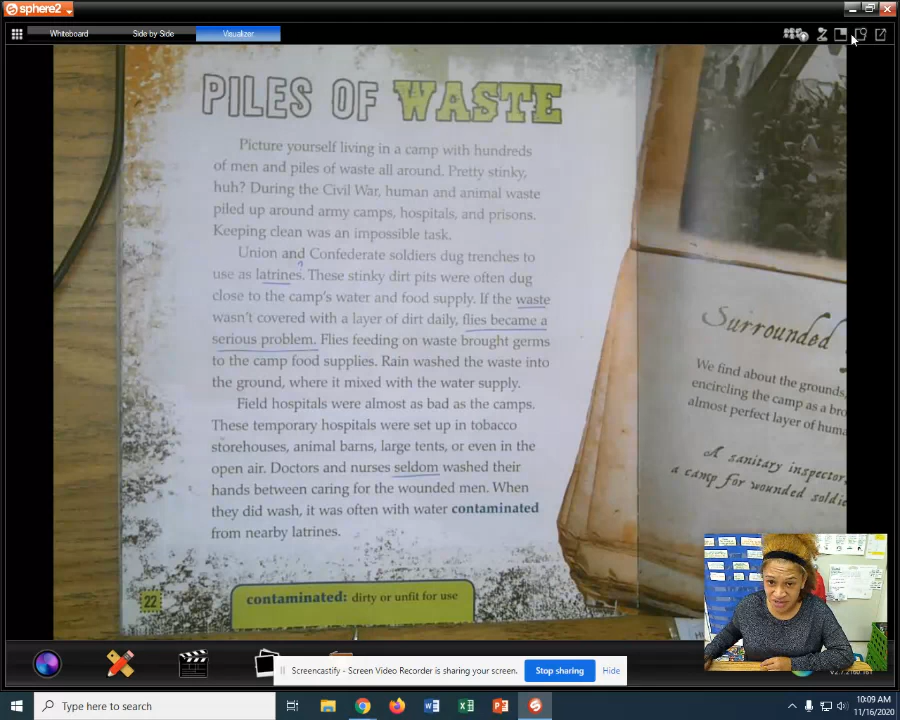 sphere2
Whiteboard
Side by Side
Visualizer
PILES OF WASTE
Picture yourself living in a camp with hundreds
of men and piles of waste all around. Pretty stinky,
huh? During the Civil War, human and animal waste
piled up around army camps, hospitals, and prisons.
Keeping clean was an impossible task.
Union and Confederate soldiers dug trenches to
use as latrines. These stinky dirt pits were often dug
close to the camp's water and food supply. If the waste
wasn't covered with a layer of dirt daily, flies became a
serious problem. Flies feeding on waste brought germs
to the camp food supplies. Rain washed the waste into
the ground, where it mixed with the water supply.
Field hospitals were almost as bad as the camps.
These temporary hospitals were set up in tobacco
storehouses, animal barns, large tents, or even in the
open air. Doctors and nurses seldom washed their
hands between caring for the wounded men. When
they did wash, it was often with water contaminated
from nearby latrines.
22
contaminated: dirty or unfit for use
Surrounded
We find about the grounds,
encircling the camp as a
almost perfect layer of
A sanitary inspector
a camp for wounded
Screencastify - Screen Video Recorder is sharing your screen.
Stop sharing
Hide
Type here to search
10:09 AM
11/16/2020